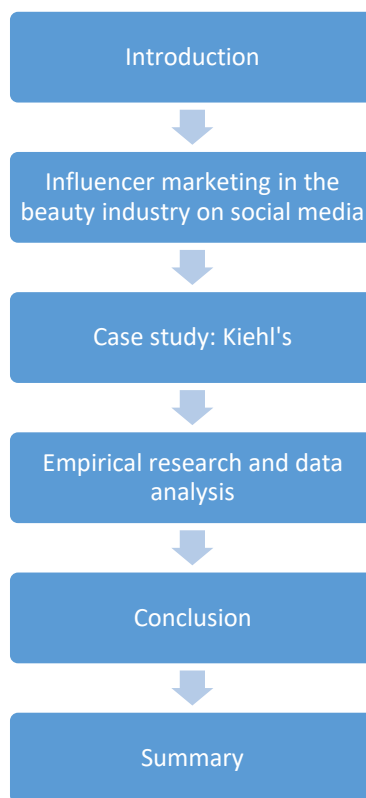 Introduction
Influencer marketing in the
beauty industry on social media
Case study: Kiehl's
Empirical research and data
analysis
Conclusion
Summary